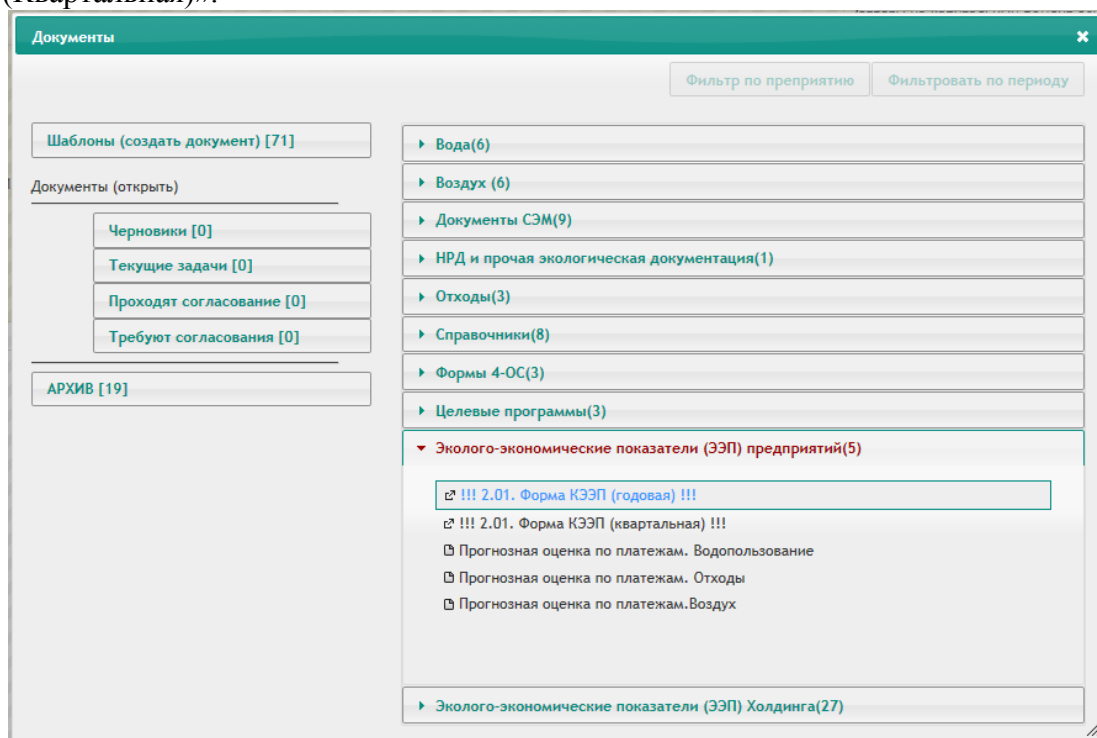 (Квартальная)».
Документы
Фильтр по преприятию
Фильтровать по периоду
Шаблоны (создать документ) [71]
Документы (открыть)
Черновики [0]
Текущие задачи [0]
Проходят согласование [0]
Требуют согласования [0]
АРХИВ [19]
Вода(6)
Воздух (6)
Документы СЭМ(9)
НРД и прочая экологическая документация(1)
Отходы(3)
Справочники(8)
Формы 4-ОС(3)
Целевые программы(3)
Эколого-экономические показатели (ЭЭП) предприятий(5)
!!! 2.01. Форма КЭЭП (годовая) !!!
!!! 2.01. Форма КЭЭП (квартальная) !!!
Прогнозная оценка по платежам. Водопользование
Прогнозная оценка по платежам. Отходы
Прогнозная оценка по платежам.Воздух
Эколого-экономические показатели (ЭЭП) Холдинга(27)